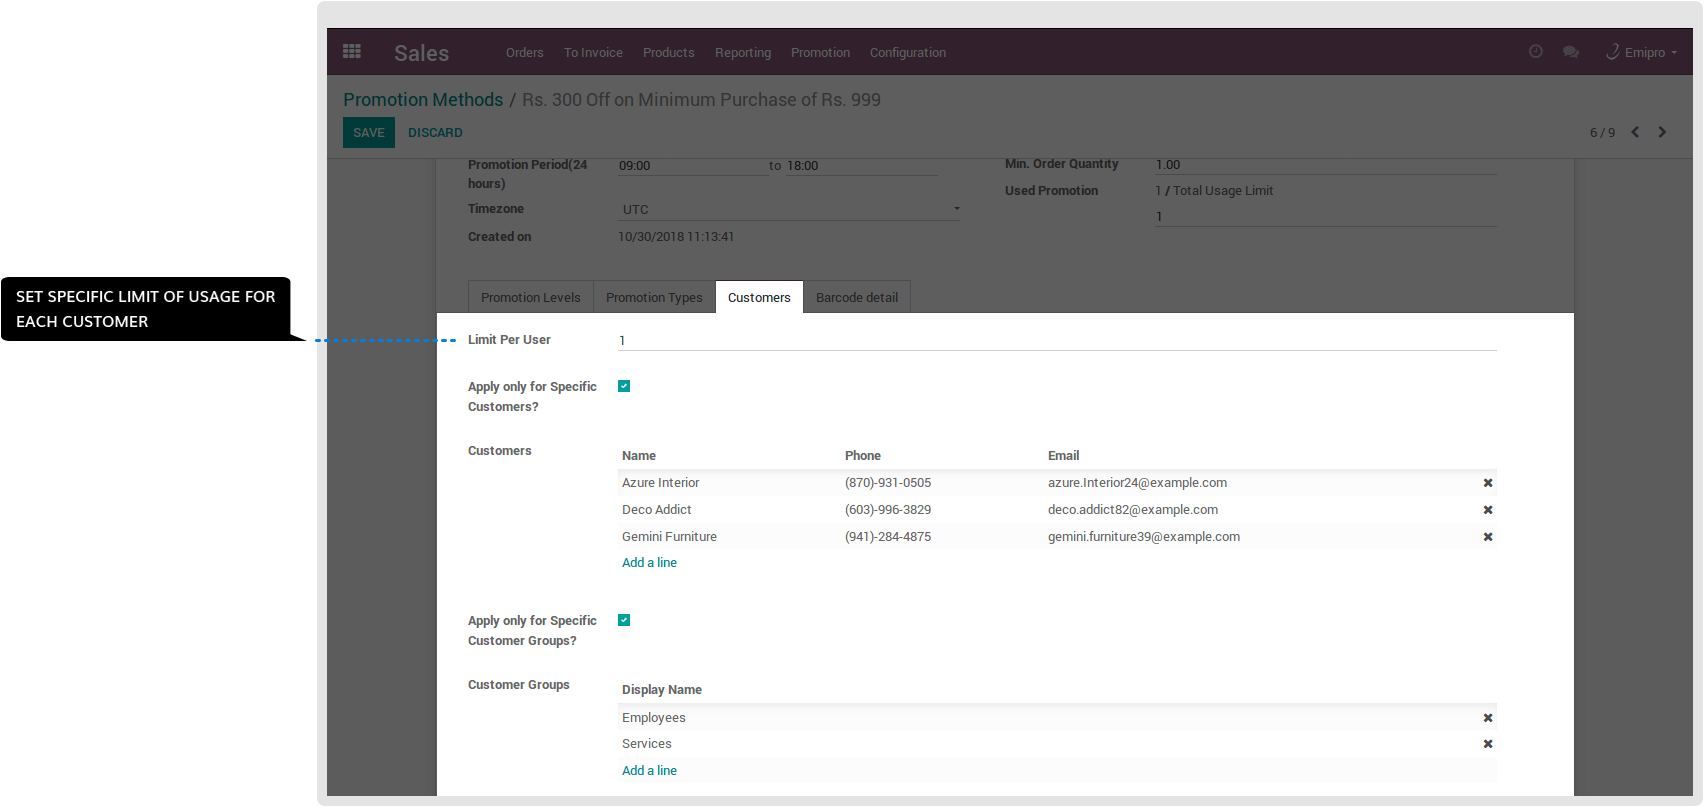 Sales Orders To Invoice Products Reporting Promotion Configuration Emipro
Promotion Methods / Rs. 300 Off on Minimum Purchase of Rs. 999
SAVE DISCARD 6 / 9
Promotion Period(24 hours) 09:00 to 18:00
Min. Order Quantity 1.00
Used Promotion 1 / Total Usage Limit
1
Timezone UTC
Created on 10/30/2018 11:13:41
SET SPECIFIC LIMIT OF USAGE FOR
EACH CUSTOMER
Promotion Levels Promotion Types Customers Barcode detail
Limit Per User 1
Apply only for Specific
Customers?
Customers
Name Phone Email
Azure Interior (870)-931-0505 azure.Interior24@example.com
Deco Addict (603)-996-3829 deco.addict82@example.com
Gemini Furniture (941)-284-4875 gemini.furniture39@example.com
Add a line
Apply only for Specific
Customer Groups?
Customer Groups
Display Name
Employees
Services
Add a line